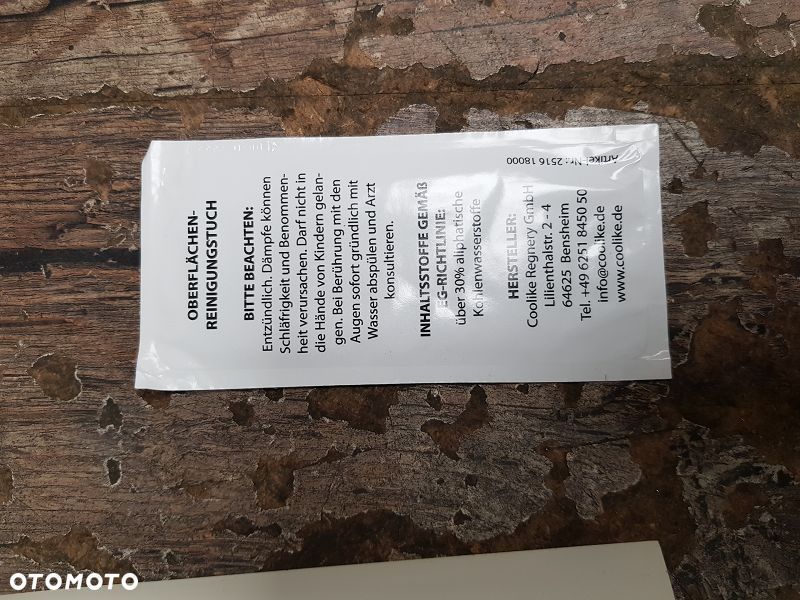 OBERFLÄCHEN-
REINIGUNGSTUCH
BITTE BEACHTEN:
Entzündlich. Dämpfe können
Schläfrigkeit und Benommen-
heit verursachen. Darf nicht in
die Hände von Kindern gelan-
gen. Bei Berührung mit den
Augen sofort gründlich mit
Wasser abspülen und Arzt
konsultieren.
INHALTSSTOFFE GEMÄß
EG-RICHTLINIE:
über 30% aliphatische
Kohlenwasserstoffe
HERSTELLER:
Coolike Regnery GmbH
Lilienthalstr. 2 - 4
64625 Bensheim
Tel. +49 6251 8450 50
info@coolike.de
www.coolike.de
Artikel-Nr.: 2516 18000
OTOMOTO